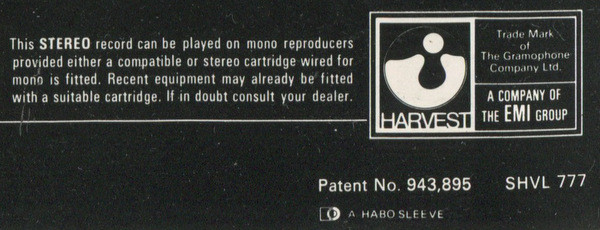 This STEREO record can be played on mono reproducers
provided either a compatible or stereo cartridge wired for
mono is fitted. Recent equipment may already be fitted
with a suitable cartridge. If in doubt consult your dealer.
HARVEST
Trade Mark
of
The Gramophone
Company Ltd.
A COMPANY OF
THE EMI GROUP
Patent No. 943,895 SHVL 777
A HABO SLEEVE